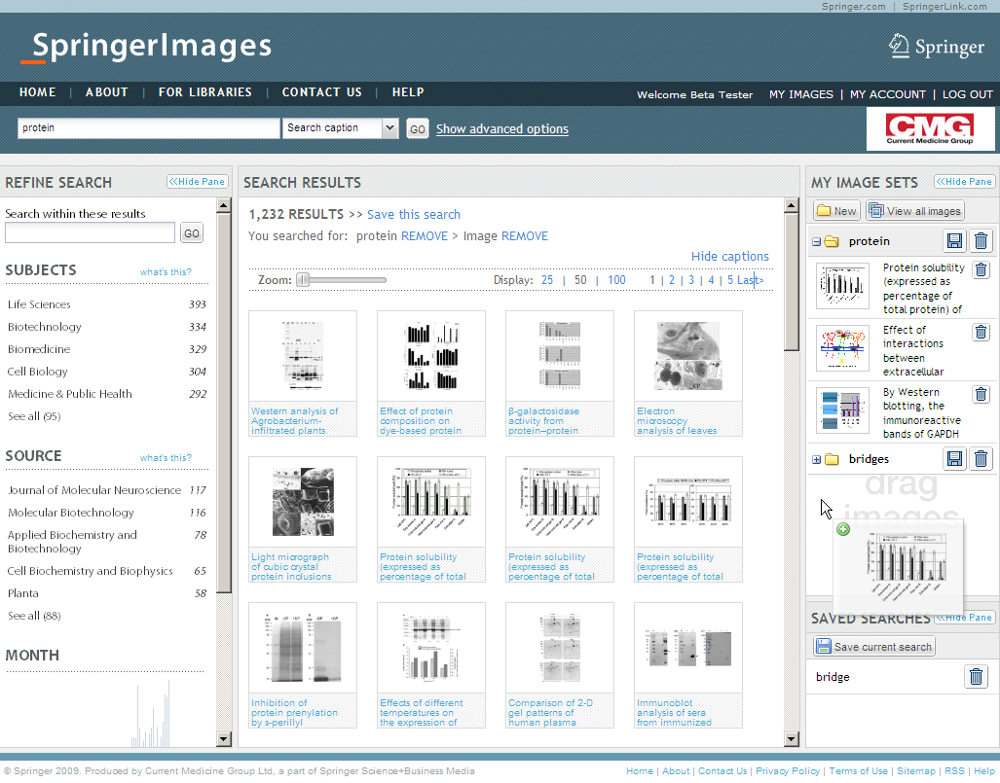 Springer.com | SpringerLink.com
SpringerImages
Springer
HOME | ABOUT | FOR LIBRARIES | CONTACT US | HELP
Welcome Beta Tester MY IMAGES | MY ACCOUNT | LOG OUT
protein
Search caption
GO
Show advanced options
CMG
Current Medicine Group
REFINE SEARCH
<<Hide Pane
Search within these results
GO
SUBJECTS
what's this?
Life Sciences 393
Biotechnology 334
Biomedicine 329
Cell Biology 304
Medicine & Public Health 292
See all (95)
SOURCE
what's this?
Journal of Molecular Neuroscience 117
Molecular Biotechnology 116
Applied Biochemistry and 78
Biotechnology
Cell Biochemistry and Biophysics 65
Planta 58
See all (88)
MONTH
SEARCH RESULTS
1,232 RESULTS >> Save this search
You searched for: protein REMOVE > Image REMOVE
Hide captions
Zoom:
Display: 25 | 50 | 100
1 | 2 | 3 | 4 | 5 Last>
Western analysis of
Agrobacterium-
infiltrated plants.
Effect of protein
composition on
dye-based protein
β-galactosidase
activity from
protein–protein
Electron
microscopy
analysis of leaves
Light micrograph
of cubic crystal
protein inclusions
Protein solubility
(expressed as
percentage of total
Protein solubility
(expressed as
percentage of total
Protein solubility
(expressed as
percentage of total
Inhibition of
protein prenylation
by s-perillyl
Effects of different
temperatures on
the expression of
Comparison of 2-D
gel patterns of
human plasma
Immunoblot
analysis of sera
from immunized
MY IMAGE SETS
<<Hide Pane
New
View all images
protein
Protein solubility
(expressed as
percentage of
total protein) of
Effect of
interactions
between
extracellular
By Western
blotting, the
immunoreactive
bands of GAPDH
bridges
drag
images
SAVED SEARCHES
<<Hide Pane
Save current search
bridge
© Springer 2009. Produced by Current Medicine Group Ltd, a part of Springer Science+Business Media
Home | About | Contact Us | Privacy Policy | Terms of Use | Sitemap | RSS | Help